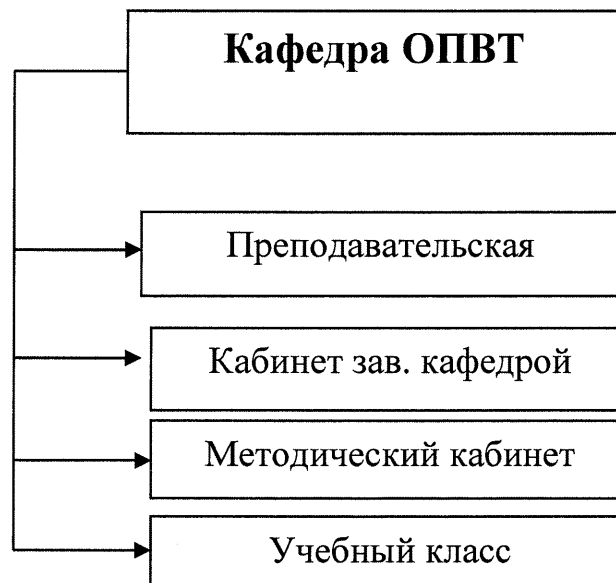 Кафедра ОПВТ
Преподавательская
Кабинет зав. кафедрой
Методический кабинет
Учебный класс